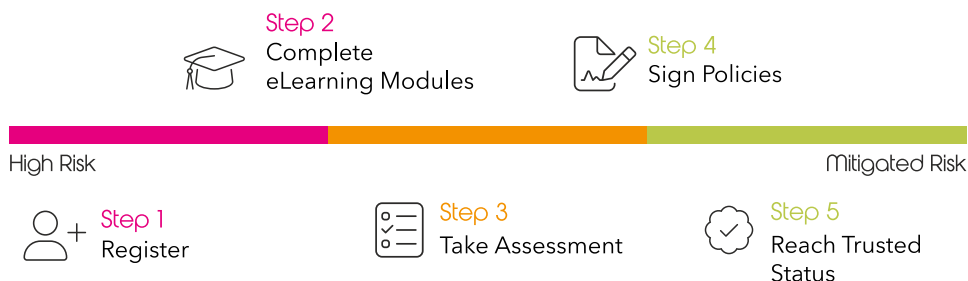 Step 2
Complete
eLearning Modules
Step 4
Sign Policies
High Risk
Mitigated Risk
Step 1
Register
Step 3
Take Assessment
Step 5
Reach Trusted
Status